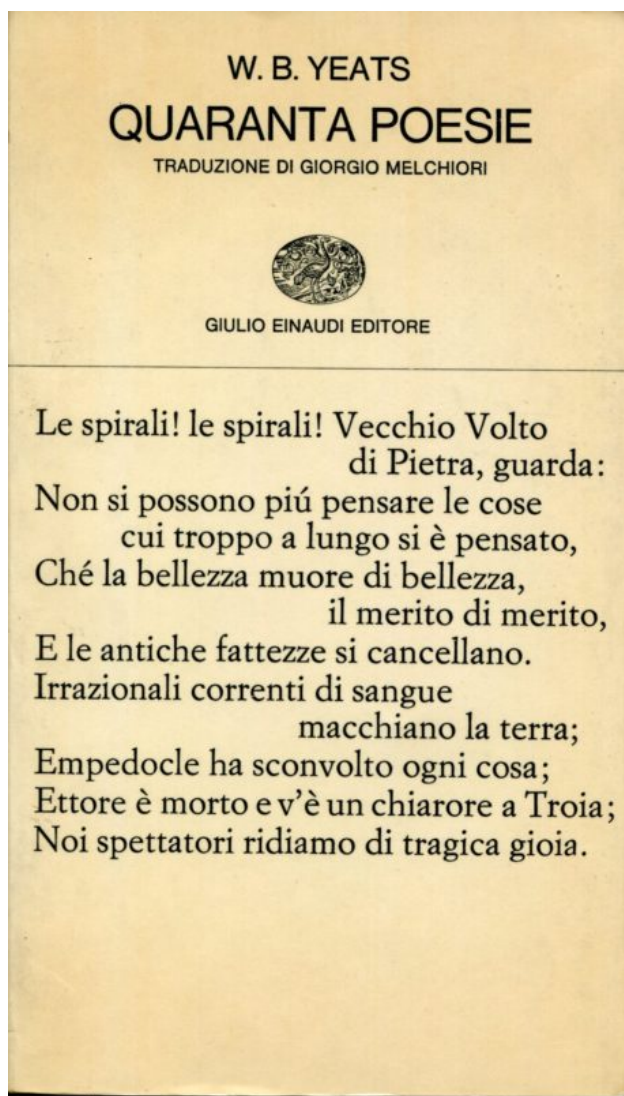 W. B. YEATS
QUARANTA POESIE
TRADUZIONE DI GIORGIO MELCHIORI
GIULIO EINAUDI EDITORE
Le spirali! le spirali! Vecchio Volto
di Pietra, guarda:
Non si possono piú pensare le cose
cui troppo a lungo si è pensato,
Ché la bellezza muore di bellezza,
il merito di merito,
E le antiche fattezze si cancellano.
Irrazionali correnti di sangue
macchiano la terra;
Empedocle ha sconvolto ogni cosa;
Ettore è morto e v'è un chiarore a Troia;
Noi spettatori ridiamo di tragica gioia.